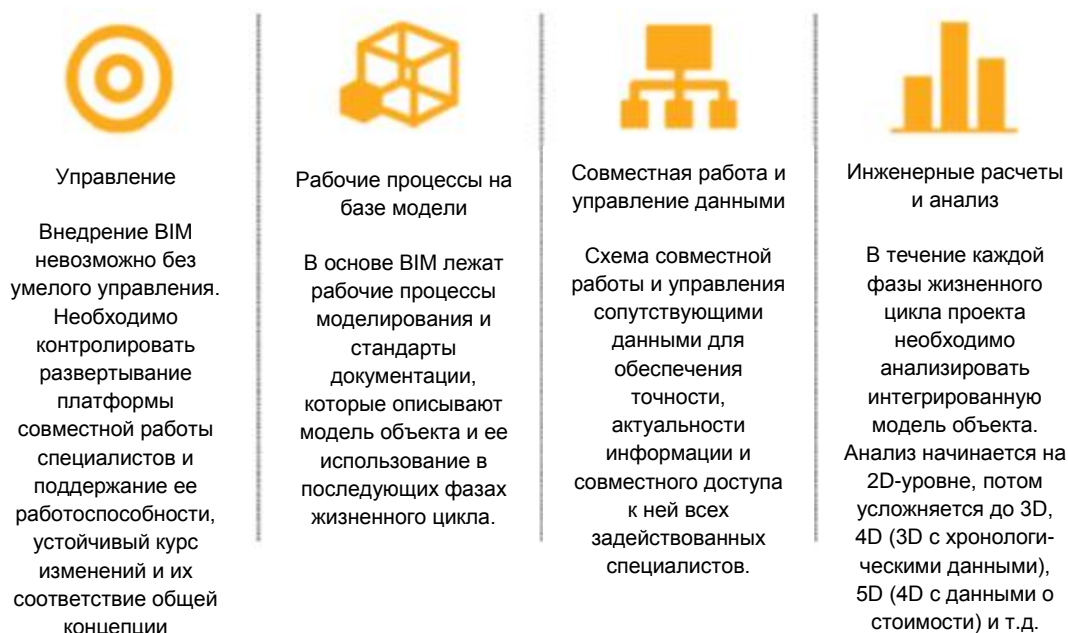 Управление
Внедрение BIM
невозможно без
умелого управления.
Необходимо
контролировать
развертывание
платформы
совместной работы
специалистов и
поддержание ее
работоспособности,
устойчивый курс
изменений и их
соответствие общей
концепции
Рабочие процессы на
базе модели
В основе BIM лежат
рабочие процессы
моделирования и
стандарты
документации,
которые описывают
модель объекта и ее
использование в
последующих фазах
жизненного цикла.
Совместная работа и
управление данными
Схема совместной
работы и управления
сопутствующими
данными для
обеспечения
точности,
актуальности
информации и
совместного доступа
к ней всех
задействованных
специалистов.
Инженерные расчеты
и анализ
В течение каждой
фазы жизненного
цикла проекта
необходимо
анализировать
интегрированную
модель объекта.
Анализ начинается на
2D-уровне, потом
усложняется до 3D,
4D (3D с хронологи-
ческими данными),
5D (4D с данными о
стоимости) и т.д.